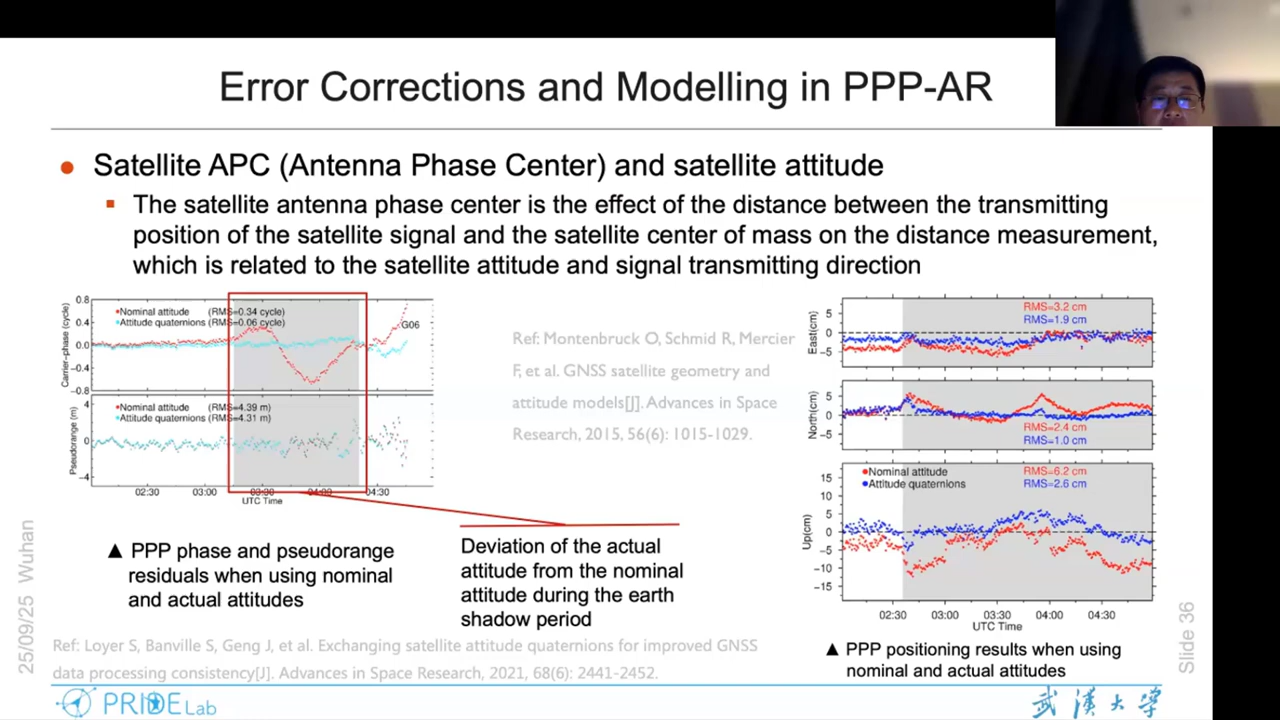 Error Corrections and Modelling in PPP-AR
● Satellite APC (Antenna Phase Center) and satellite attitude
▪ The satellite antenna phase center is the effect of the distance between the transmitting
position of the satellite signal and the satellite center of mass on the distance measurement,
which is related to the satellite attitude and signal transmitting direction
Carrier-phase (cycle)
0.8
0.4
0.0
-0.4
-0.8
Nominal attitude (RMS=0.34 cycle)
Attitude quaternions (RMS=0.06 cycle)
G06
Pseudorange (m)
4
0
-4
Nominal attitude (RMS=4.39 m)
Attitude quaternions (RMS=4.31 m)
02:30 03:00 03:30 04:00 04:30
UTC Time
▲ PPP phase and pseudorange
residuals when using nominal
and actual attitudes
Ref: Montenbruck O, Schmid R, Mercier
F, et al. GNSS satellite geometry and
attitude models[J]. Advances in Space
Research, 2015, 56(6): 1015-1029.
Deviation of the actual
attitude from the nominal
attitude during the earth
shadow period
East(cm)
5
0
-5
RMS=3.2 cm
RMS=1.9 cm
North(cm)
5
0
-5
RMS=2.4 cm
RMS=1.0 cm
Up(cm)
15
10
5
0
-5
-10
-15
Nominal attitude
Attitude quaternions
RMS=6.2 cm
RMS=2.6 cm
02:30 03:00 03:30 04:00 04:30
UTC Time
▲ PPP positioning results when using
nominal and actual attitudes
Ref: Loyer S, Banville S, Geng J, et al. Exchanging satellite attitude quaternions for improved GNSS
data processing consistency[J]. Advances in Space Research, 2021, 68(6): 2441-2452.
25/09/25 Wuhan
Slide 36
PRIDE Lab
武漢大學